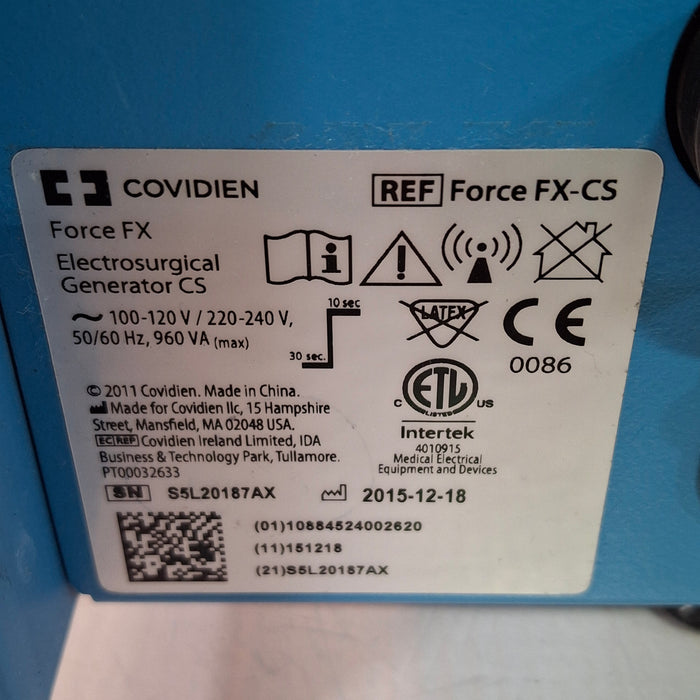 COVIDIEN
REF Force FX-CS
Force FX
Electrosurgical
Generator CS
100-120 V / 220-240 V,
50/60 Hz, 960 VA (max)
10 sec
30 sec.
LATEX
CE
0086
© 2011 Covidien. Made in China.
Made for Covidien llc, 15 Hampshire
Street, Mansfield, MA 02048 USA.
EC REP Covidien Ireland Limited, IDA
Business & Technology Park, Tullamore.
PT00032633
ETL
C LISTED US
Intertek
4010915
Medical Electrical
Equipment and Devices
SN S5L20187AX
2015-12-18
(01)10884524002620
(11)151218
(21)S5L20187AX